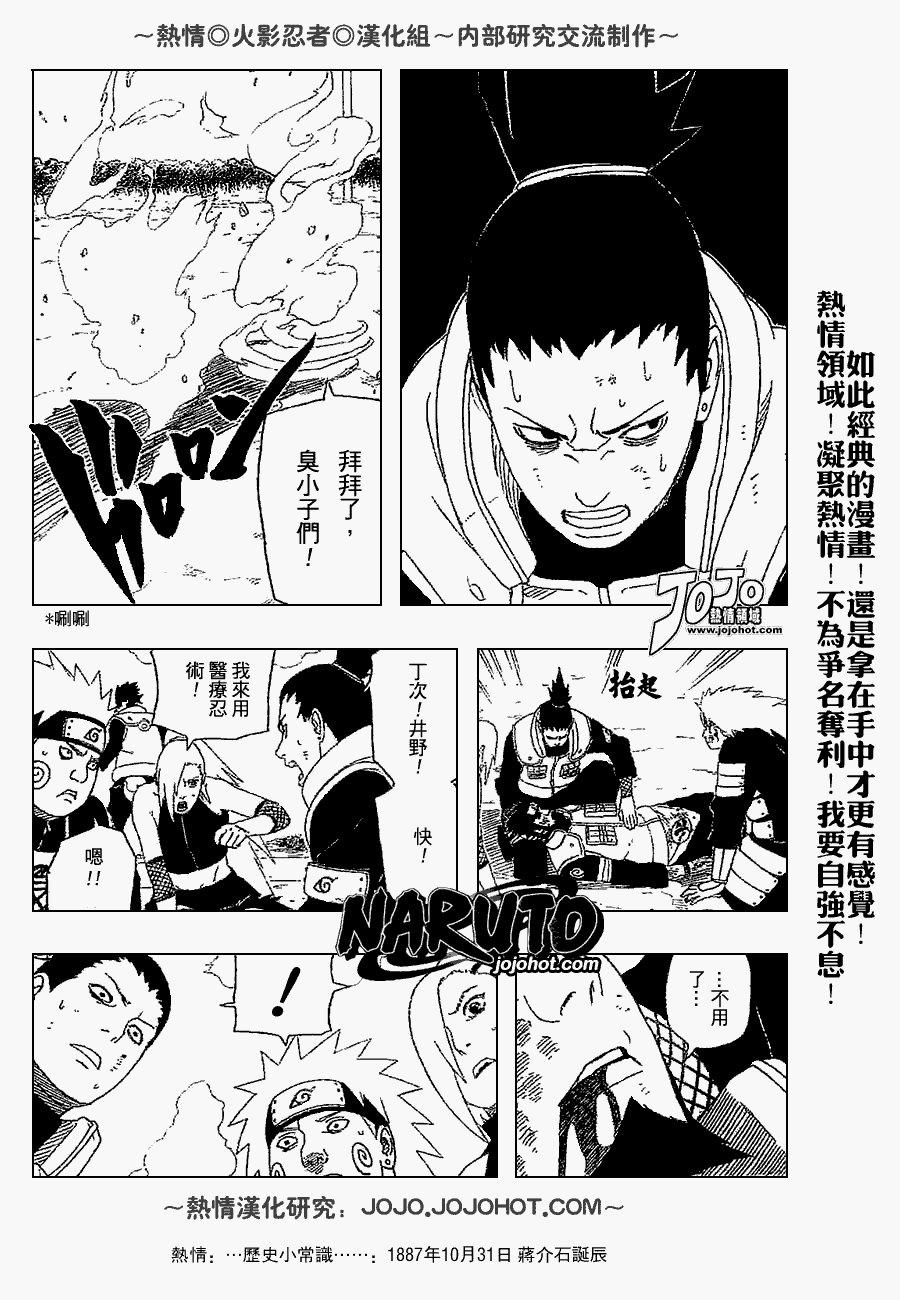 ～熱情◎火影忍者◎漢化組～内部研究交流制作～
如此經典的漫畫！還是拿在手中才更有感覺！
熱情領域！凝聚熱情！不為爭名奪利！我要自強不息！
JOJO
熱情領域
www.jojohot.com
拜拜了，
臭小子們！
*唰唰
抬起
丁次！井野！
快！
我來用
醫療忍
術！
嗯！！
NARUTO
jojohot.com
…不用
了…
！
～熱情漢化研究：JOJO.JOJOHOT.COM～
熱情：…歷史小常識……：1887年10月31日 蔣介石誕辰